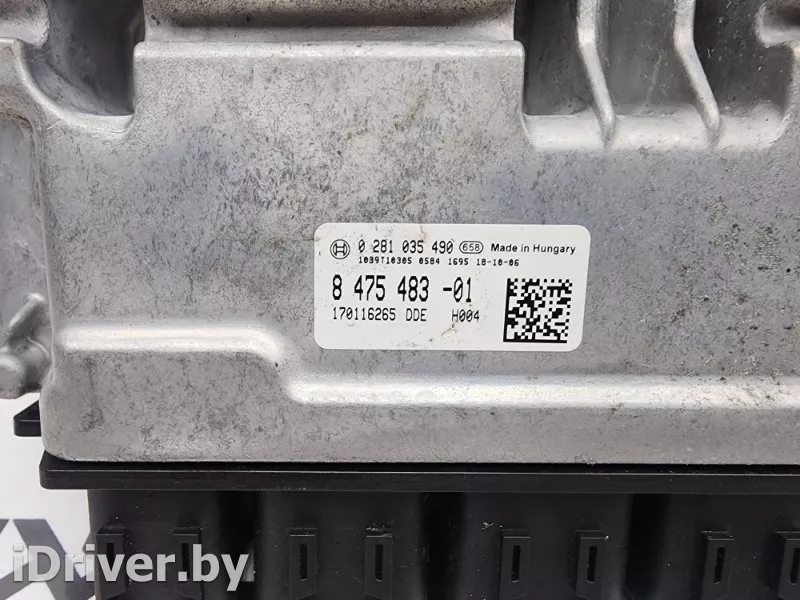 0 281 035 490 658 Made in Hungary
1039T10305 0584 1695 18-10-06
8 475 483 -01
170116265 DDE H004
iDriver.by